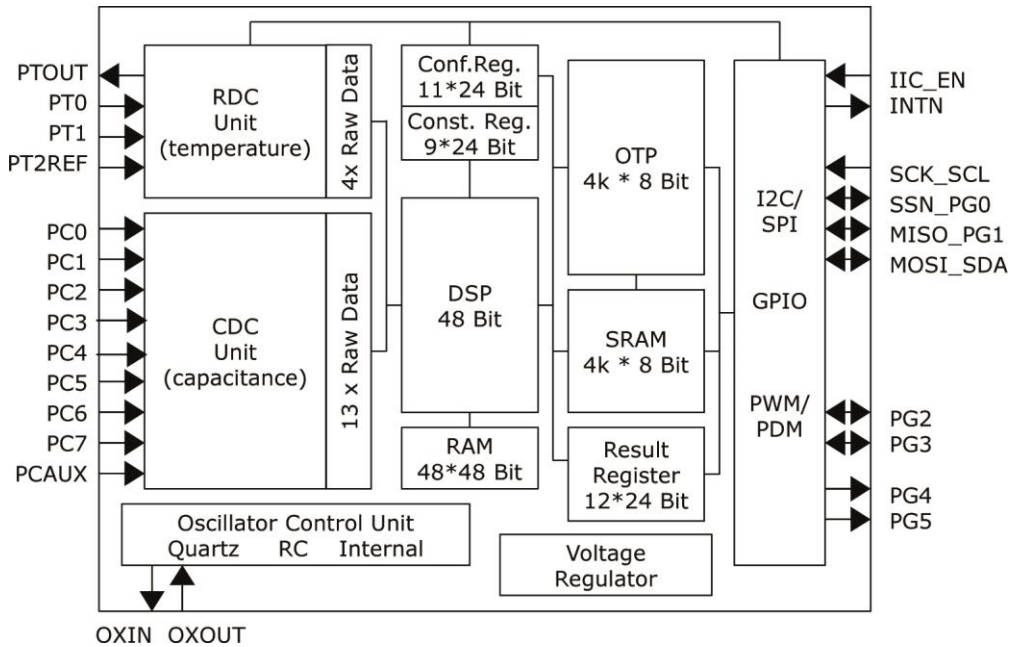 PTOUT
PT0
PT1
PT2REF
PC0
PC1
PC2
PC3
PC4
PC5
PC6
PC7
PCAUX
RDC
Unit
(temperature)
4x Raw Data
CDC
Unit
(capacitance)
13 x Raw Data
Conf.Reg.
11*24 Bit
Const. Reg.
9*24 Bit
DSP
48 Bit
RAM
48*48 Bit
OTP
4k * 8 Bit
SRAM
4k * 8 Bit
Result
Register
12*24 Bit
I2C/
SPI
GPIO
PWM/
PDM
IIC_EN
INTN
SCK_SCL
SSN_PG0
MISO_PG1
MOSI_SDA
PG2
PG3
PG4
PG5
Oscillator Control Unit
Quartz RC Internal
Voltage
Regulator
OXIN OXOUT